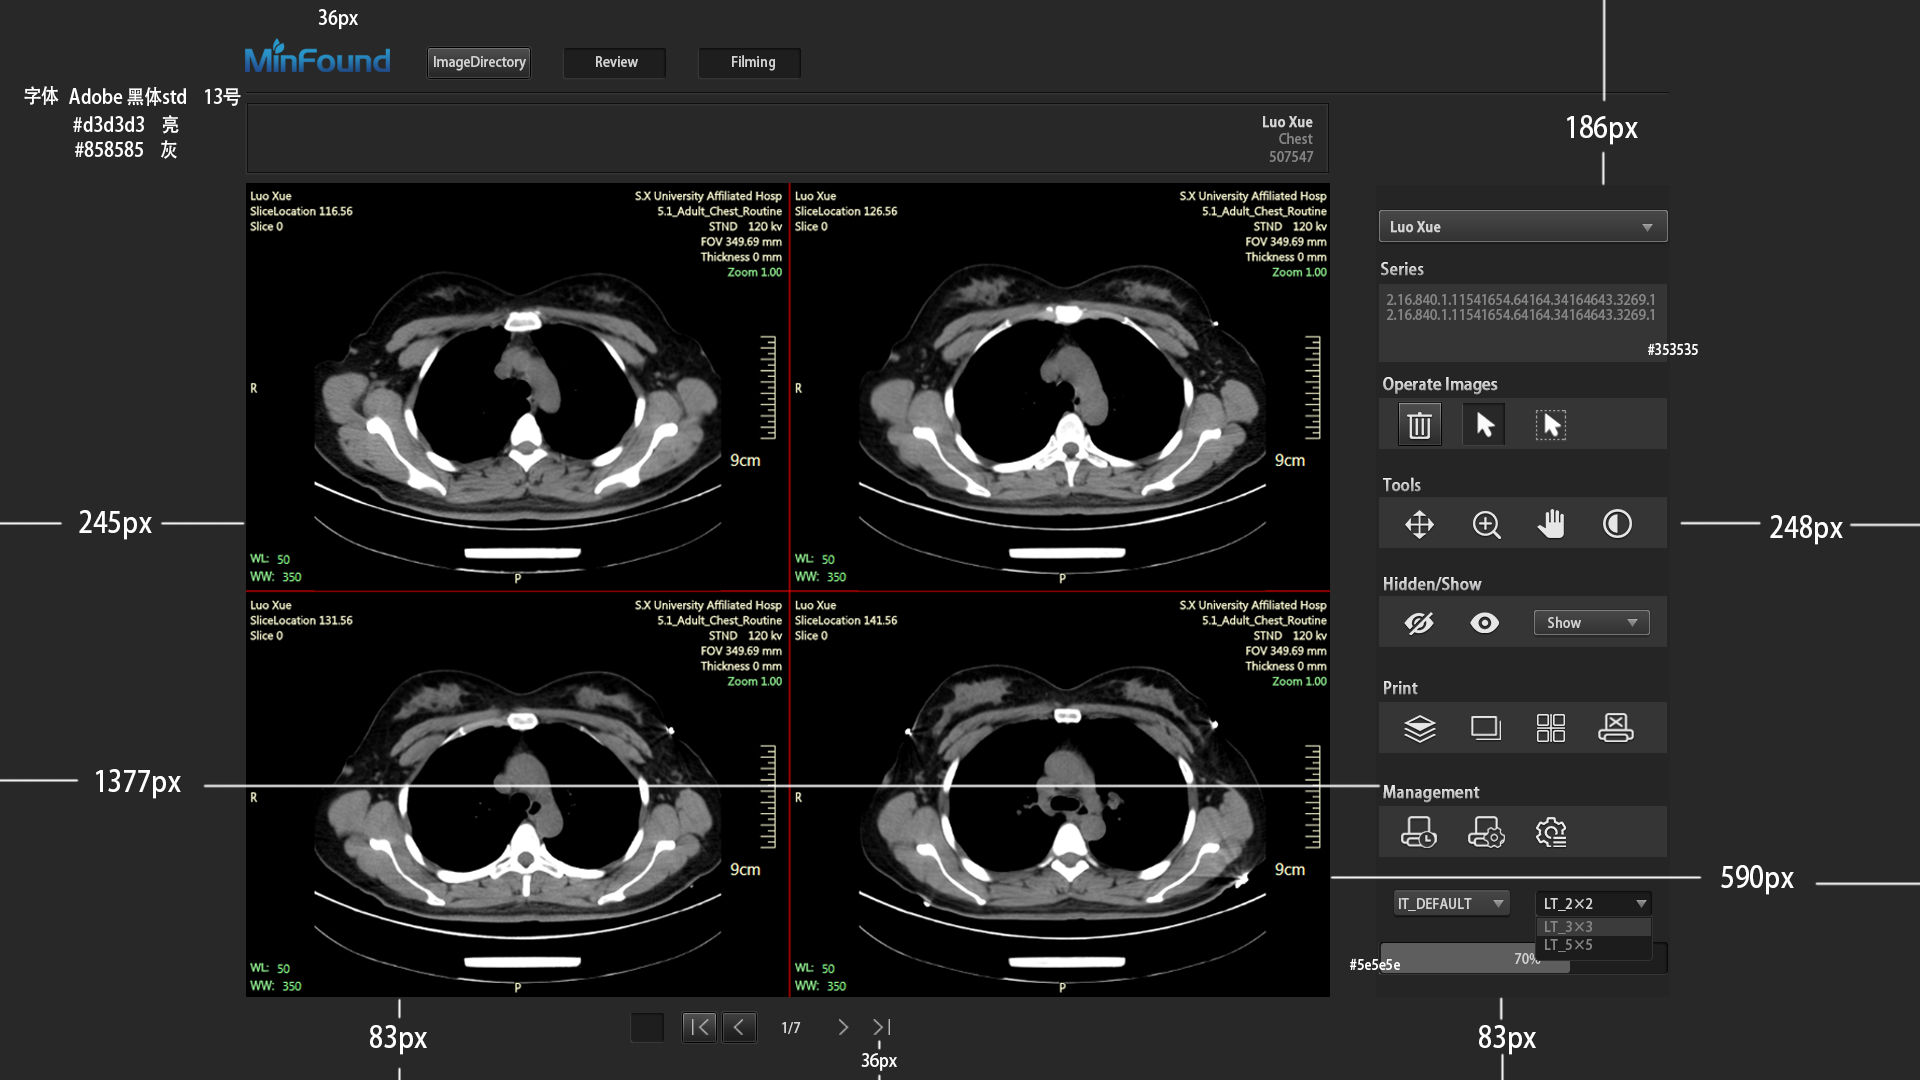 36px
MinFound
ImageDirectory
Review
Filming
字体 Adobe 黑体std 13号
#d3d3d3 亮
#858585 灰
Luo Xue
Chest
507547
186px
Luo Xue
SliceLocation 116.56
Slice 0
S.X University Affiliated Hosp
5.1_Adult_Chest_Routine
STND 120 kv
FOV 349.69 mm
Thickness 0 mm
Zoom 1.00
R
9cm
WL: 50
WW: 350
P
Luo Xue
SliceLocation 126.56
Slice 0
S.X University Affiliated Hosp
5.1_Adult_Chest_Routine
STND 120 kv
FOV 349.69 mm
Thickness 0 mm
Zoom 1.00
R
9cm
WL: 50
WW: 350
P
Luo Xue
SliceLocation 131.56
Slice 0
S.X University Affiliated Hosp
5.1_Adult_Chest_Routine
STND 120 kv
FOV 349.69 mm
Thickness 0 mm
Zoom 1.00
R
9cm
WL: 50
WW: 350
P
Luo Xue
SliceLocation 141.56
Slice 0
S.X University Affiliated Hosp
5.1_Adult_Chest_Routine
STND 120 kv
FOV 349.69 mm
Thickness 0 mm
Zoom 1.00
R
9cm
WL: 50
WW: 350
P
245px
1377px
Luo Xue
Series
2.16.840.1.11541654.64164.34164643.3269.1
2.16.840.1.11541654.64164.34164643.3269.1
#353535
Operate Images
Tools
248px
Hidden/Show
Show
Print
Management
590px
IT_DEFAULT
LT_2×2
LT_3×3
LT_5×5
70%
#5e5e5e
83px
1/7
36px
83px